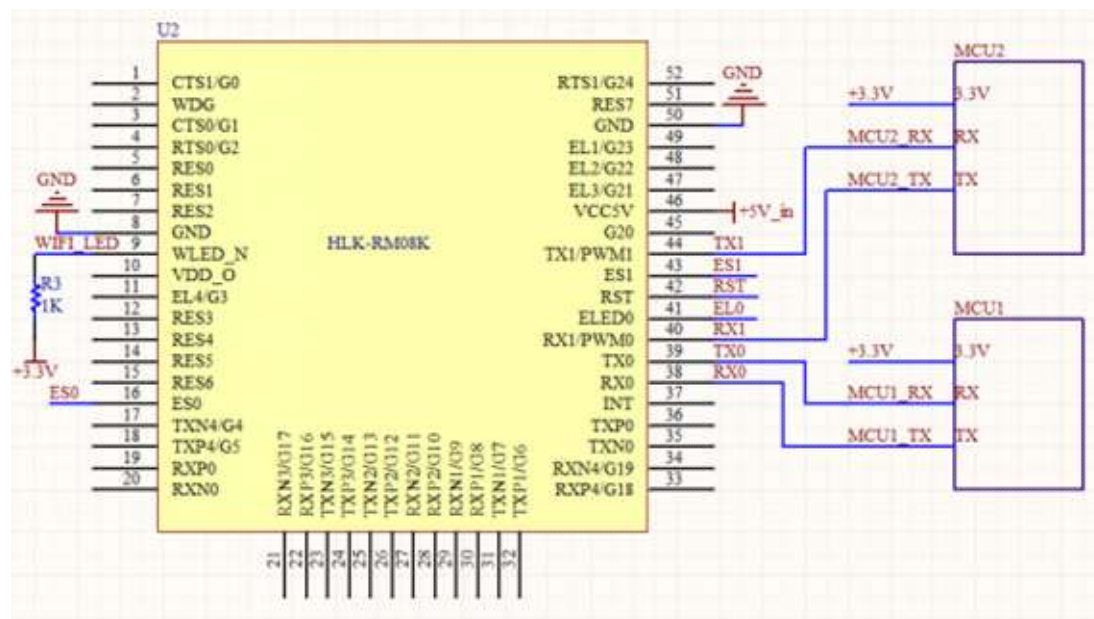 U2
1 CTS1/G0
2 WDG
3 CTS0/G1
4 RTS0/G2
5 RES0
6 RES1
7 RES2
8 GND
9 WLED_N
10 VDD_O
11 EL4/G3
12 RES3
13 RES4
14 RES5
15 RES6
16 ES0
17 TXN4/G4
18 TXP4/G5
19 RXP0
20 RXN0
GND
WIFI_LED
R3
1K
+3.3V
ES0
HLK-RM08K
RXN3/G17 21
RXP3/G16 22
TXN3/G15 23
TXP3/G14 24
TXN2/G13 25
TXP2/G12 26
RXN2/G11 27
RXP2/G10 28
RXN1/G9 29
RXP1/G8 30
TXN1/G7 31
TXP1/G6 32
RTS1/G24 52
RES7 51
GND 50
EL1/G23 49
EL2/G22 48
EL3/G21 47
VCC5V 46
G20 45
TX1/PWM1 44 TX1
ES1 43 ES1
RST 42 RST
ELED0 41 EL0
RX1/PWM0 40 RX1
TX0 39 TX0
RX0 38 RX0
INT 37
TXP0 36
TXN0 35
RXN4/G19 34
RXP4/G18 33
GND
+5V_in
MCU2
+3.3V 3.3V
MCU2_RX RX
MCU2_TX TX
MCU1
+3.3V 3.3V
MCU1_RX RX
MCU1_TX TX